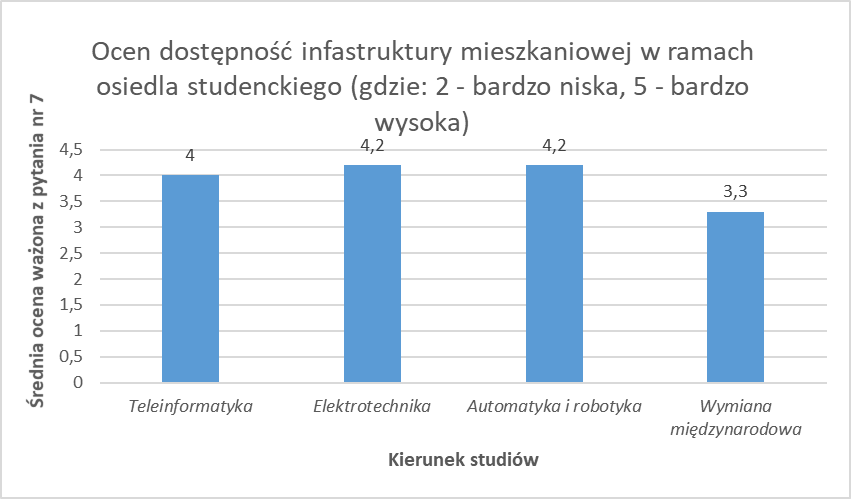 Ocen dostępność infastruktury mieszkaniowej w ramach
osiedla studenckiego (gdzie: 2 - bardzo niska, 5 - bardzo
wysoka)
Średnia ocena ważona z pytania nr 7
4,5
4
3,5
3
2,5
2
1,5
1
0,5
0
4
4,2
4,2
3,3
Teleinformatyka
Elektrotechnika
Automatyka i robotyka
Wymiana
międzynarodowa
Kierunek studiów